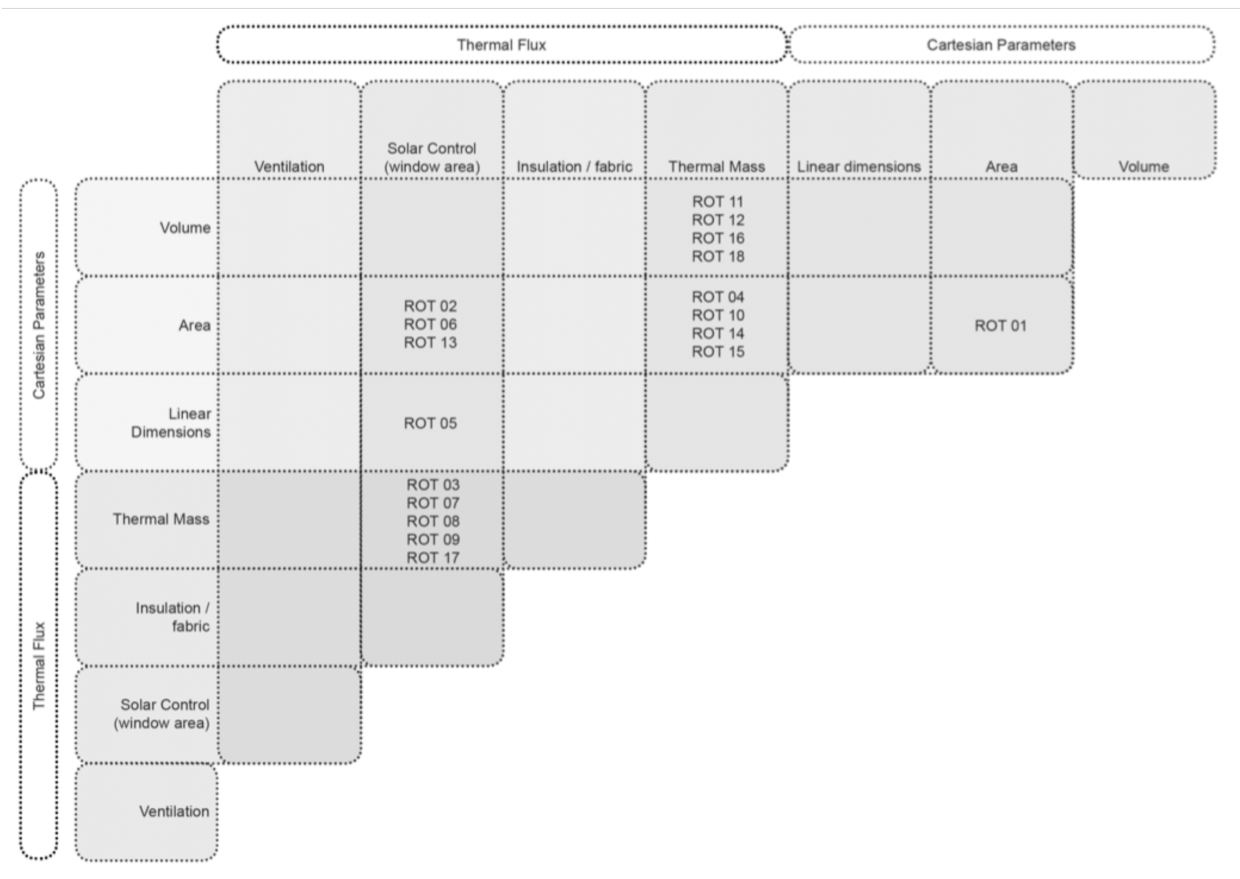 Thermal Flux
Cartesian Parameters
Ventilation
Solar Control
(window area)
Insulation / fabric
Thermal Mass
Linear dimensions
Area
Volume
Cartesian Parameters
Volume
ROT 11
ROT 12
ROT 16
ROT 18
Area
ROT 02
ROT 06
ROT 13
ROT 04
ROT 10
ROT 14
ROT 15
ROT 01
Linear
Dimensions
ROT 05
Thermal Flux
Thermal Mass
ROT 03
ROT 07
ROT 08
ROT 09
ROT 17
Insulation /
fabric
Solar Control
(window area)
Ventilation